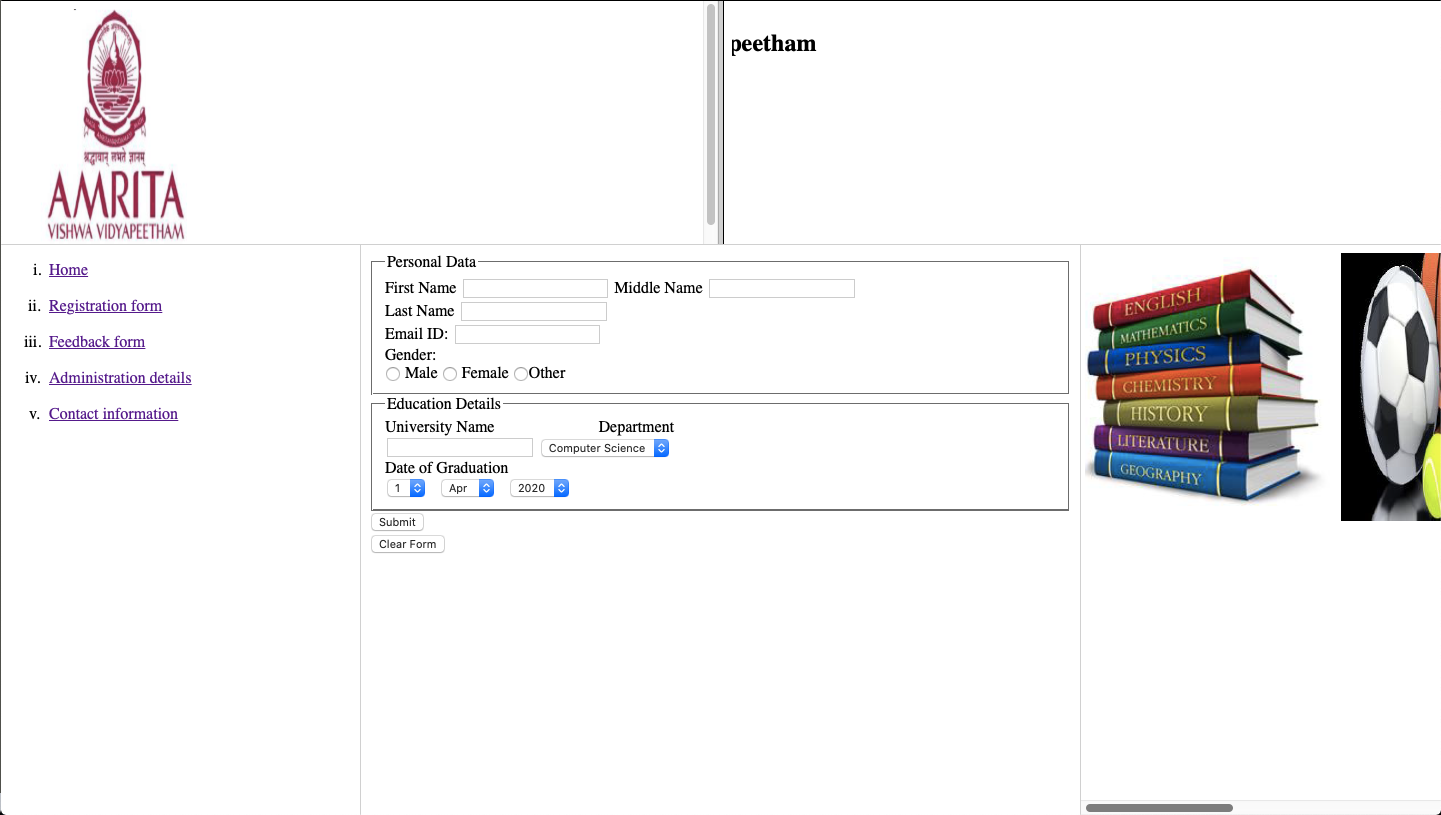 peetham
श्रद्धावान् लभते ज्ञानम्
AMRITA
VISHWA VIDYAPEETHAM
i. Home
ii. Registration form
iii. Feedback form
iv. Administration details
v. Contact information
Personal Data
First Name Middle Name
Last Name
Email ID:
Gender:
Male Female Other
Education Details
University Name Department
Computer Science
Date of Graduation
1 Apr 2020
Submit
Clear Form
ENGLISH
MATHEMATICS
PHYSICS
CHEMISTRY
HISTORY
LITERATURE
GEOGRAPHY